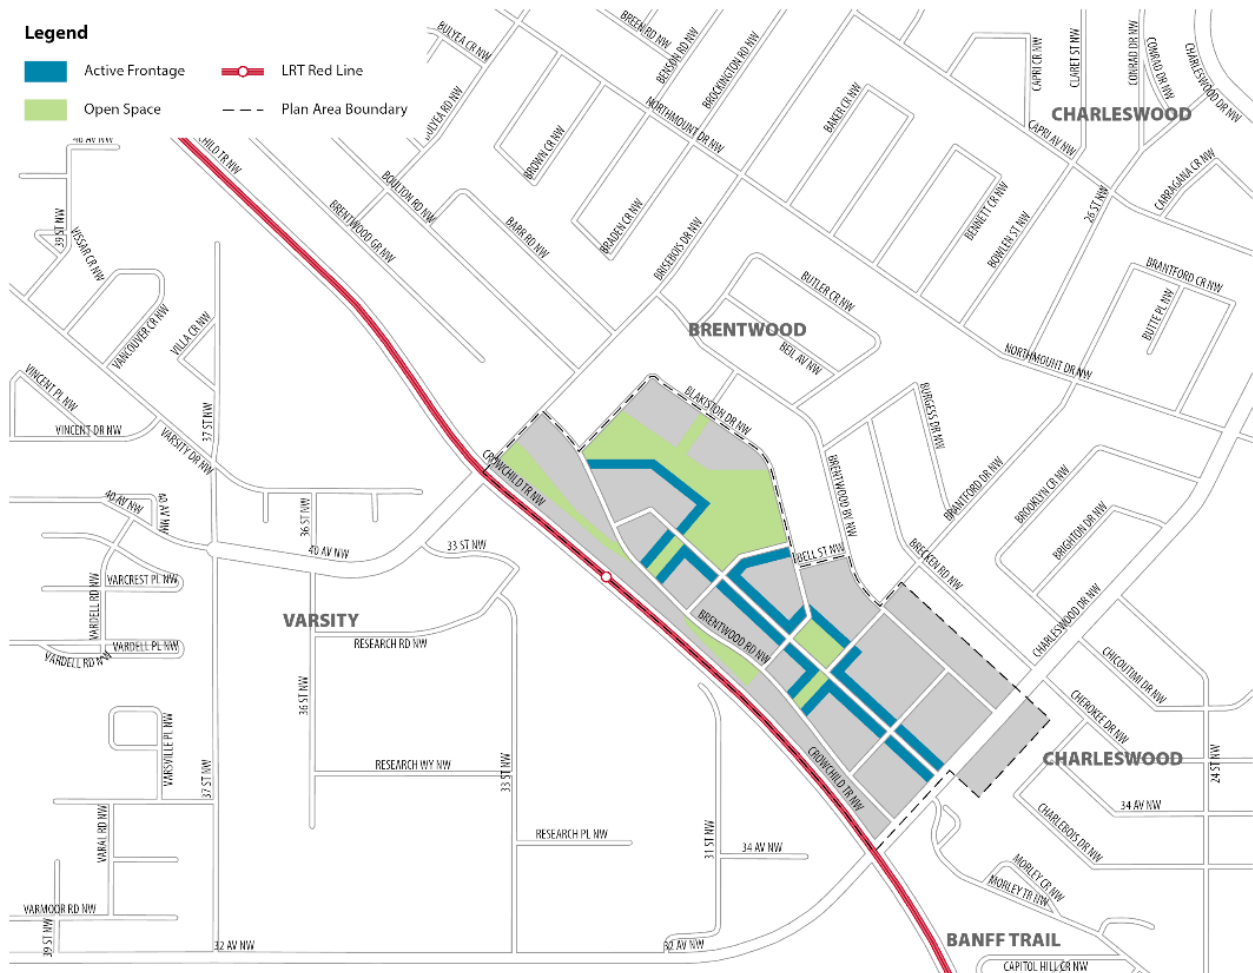 Legend
Active Frontage
LRT Red Line
Open Space
Plan Area Boundary
BULYEA CR NW
BREEN RD NW
BENSON RD NW
BROCKINGTON RD NW
CAPRI CR NW
CLARET ST NW
CONRAD DR NW
CONRAD DR NW
CHARLESWOOD DR NW
CHARLESWOOD
NORTHMOUNT DR NW
BAKER CR NW
CAPRI AV NW
BROWN CR NW
BOULTON RD NW
CARRAGANA CR NW
39 ST NW
VISSAR CR NW
BRENTWOOD GR NW
BARR RD NW
BRADEN CR NW
BRISEBOIS DR NW
BENNETT CR NW
BOWLEN ST NW
26 ST NW
BRANTFORD CR NW
BUTLER CR NW
BUTTE PL NW
VANCOUVER CR NW
VILLA CR NW
BRENTWOOD
BEIL AV NW
NORTHMOUNT DR NW
VINCENT PL NW
VINCENT DR NW
VARSITY DR NW
37 ST NW
BLAKISTON DR NW
BURGESS DR NW
CROWCHILD TR NW
BRENTWOOD BV NW
BRANTFORD DR NW
BROOKLYN CR NW
BRIGHTON DR NW
40 AV NW
40 AV NW
36 ST NW
40 AV NW
33 ST NW
BELL ST NW
BRECKEN RD NW
VARCREST PL NW
VARDELL RD NW
VARDELL PL NW
VARDELL RD NW
VARSITY
RESEARCH RD NW
BRENTWOOD RD NW
CHARLESWOOD DR NW
CHICOUTIMI DR NW
CHEROKEE DR NW
36 ST NW
VARSVILLE PL NW
37 ST NW
RESEARCH WY NW
33 ST NW
CROWCHILD TR NW
CHARLESWOOD
24 ST NW
VARAL RD NW
RESEARCH PL NW
31 ST NW
34 AV NW
34 AV NW
CHARLEBOIS DR NW
MORLEY CR NW
MORLEY TR NW
VARMOOR RD NW
39 ST NW
32 AV NW
32 AV NW
BANFF TRAIL
CAPITOL HILL CR NW